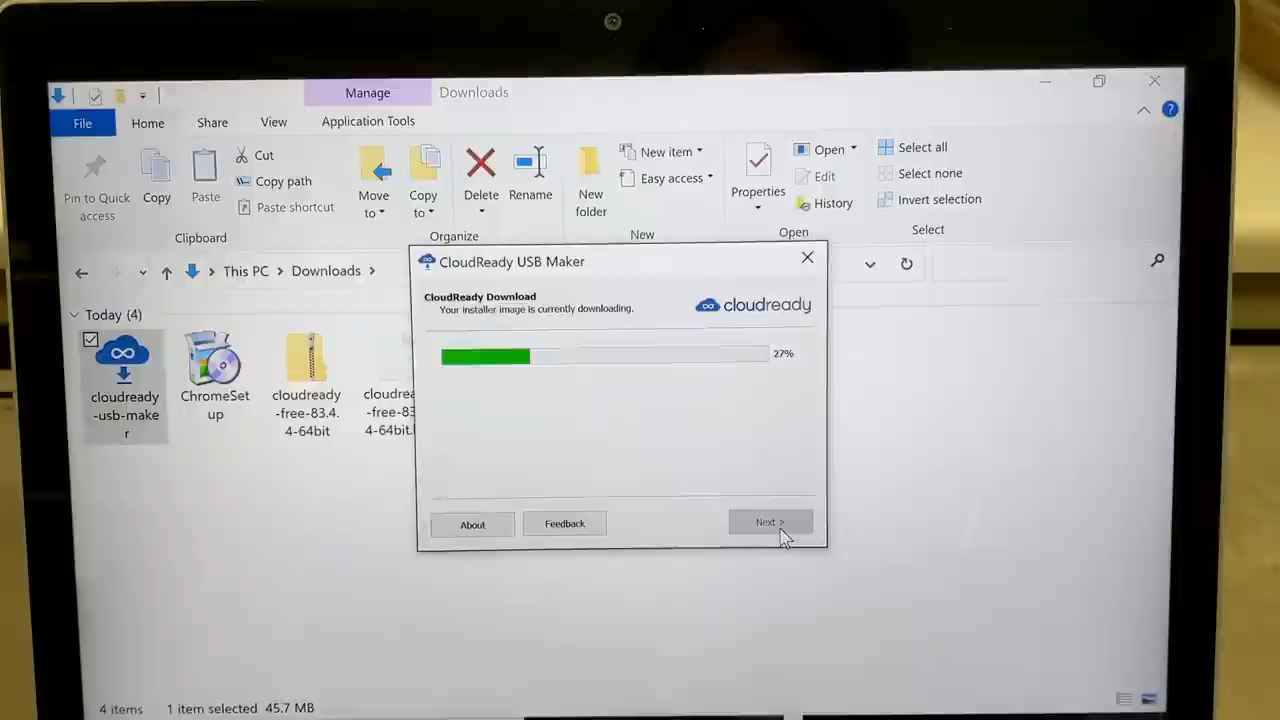 Manage
Downloads
File
Home
Share
View
Application Tools
Pin to Quick
access
Copy
Paste
Cut
Copy path
Paste shortcut
Clipboard
Move
to
Copy
to
Delete
Rename
Organize
New
folder
New item
Easy access
New
Properties
Open
Edit
History
Open
Select all
Select none
Invert selection
Select
This PC > Downloads >
Today (4)
cloudready
-usb-make
r
ChromeSet
up
cloudready
-free-83.4.
4-64bit
cloudrea
-free-83
4-64bit.
CloudReady USB Maker
CloudReady Download
Your installer image is currently downloading.
cloudready
27%
About
Feedback
Next >
4 items
1 item selected 45.7 MB